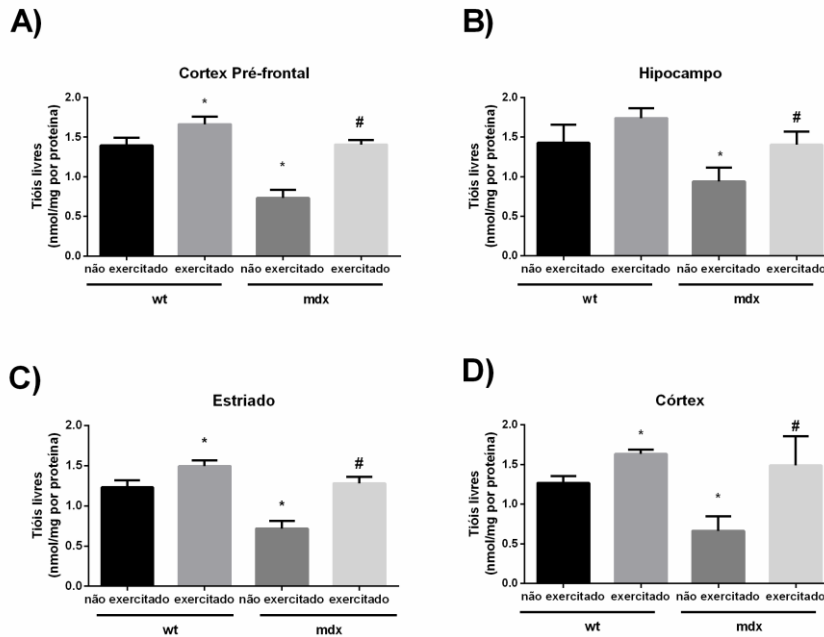 A)
Cortex Pré-frontal
Tióis livres
(nmol/mg por proteína)
2.0
1.5
1.0
0.5
0.0
*
*
#
não exercitado exercitado não exercitado exercitado
wt mdx
B)
Hipocampo
Tióis livres
(nmol/mg por proteína)
2.0
1.5
1.0
0.5
0.0
*
#
não exercitado exercitado não exercitado exercitado
wt mdx
C)
Estriado
Tióis livres
(nmol/mg por proteína)
2.0
1.5
1.0
0.5
0.0
*
*
#
não exercitado exercitado não exercitado exercitado
wt mdx
D)
Córtex
Tióis livres
(nmol/mg por proteína)
2.0
1.5
1.0
0.5
0.0
*
*
#
não exercitado exercitado não exercitado exercitado
wt mdx